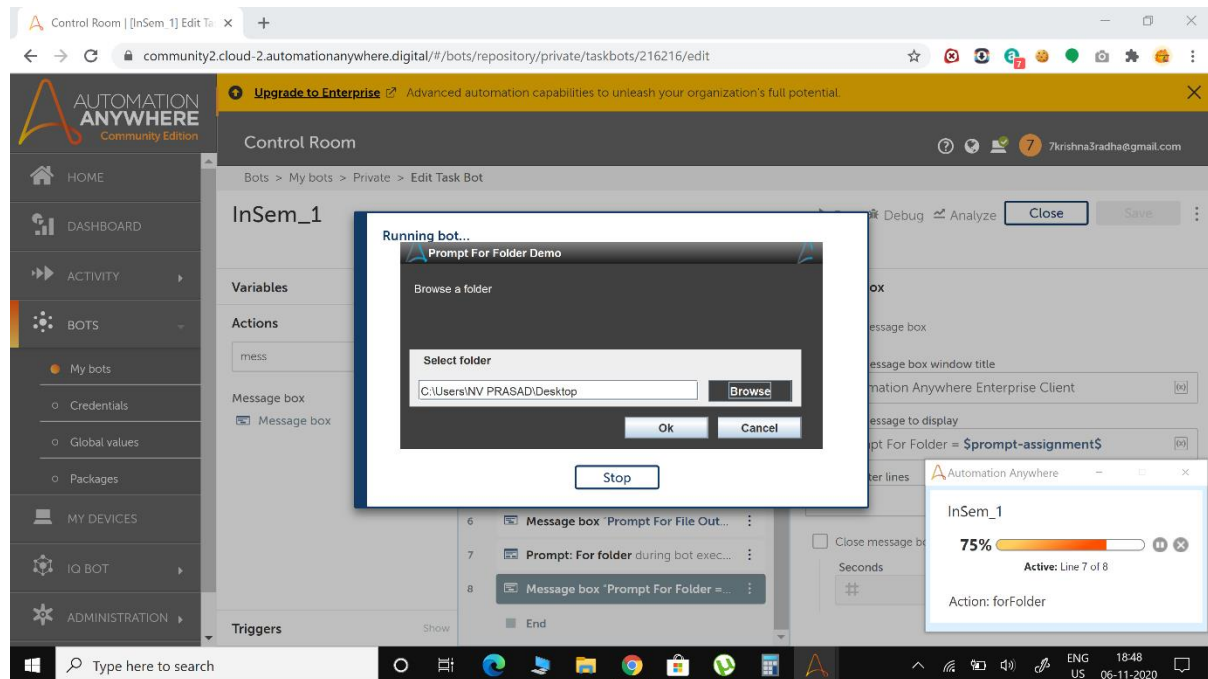 Control Room | [InSem_1] Edit Ta
community2.cloud-2.automationanywhere.digital/#/bots/repository/private/taskbots/216216/edit
7
AUTOMATION
ANYWHERE
Community Edition
Upgrade to Enterprise Advanced automation capabilities to unleash your organization's full potential.
Control Room
7 7krishna3radha@gmail.com
HOME
DASHBOARD
ACTIVITY
BOTS
My bots
Credentials
Global values
Packages
MY DEVICES
IQ BOT
ADMINISTRATION
Bots > My bots > Private > Edit Task Bot
InSem_1
Debug Analyze Close Save
Variables
Actions
mess
Message box
Message box
Triggers Show
Running bot...
Prompt For Folder Demo
Browse a folder
Select folder
C:\Users\NV PRASAD\Desktop Browse
Ok Cancel
Stop
6 Message box "Prompt For File Out...
7 Prompt: For folder during bot exec...
8 Message box "Prompt For Folder =...
End
ox
essage box
essage box window title
mation Anywhere Enterprise Client (x)
essage to display
pt For Folder = $prompt-assignment$ (x)
ter lines
Close message bo
Seconds
#
Automation Anywhere
InSem_1
75%
Active: Line 7 of 8
Action: forFolder
Type here to search
ENG
US
18:48
06-11-2020